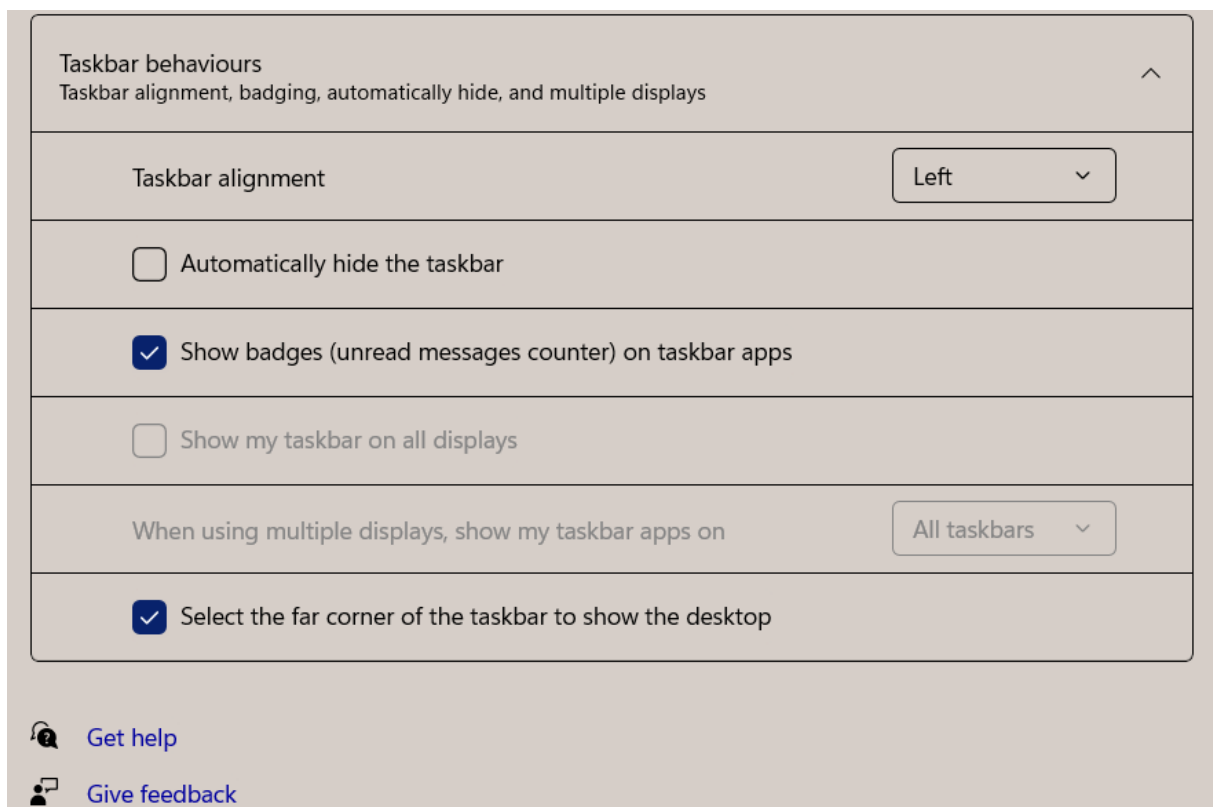 Taskbar behaviours
Taskbar alignment, badging, automatically hide, and multiple displays
Taskbar alignment
Left
Automatically hide the taskbar
Show badges (unread messages counter) on taskbar apps
Show my taskbar on all displays
When using multiple displays, show my taskbar apps on
All taskbars
Select the far corner of the taskbar to show the desktop
Get help
Give feedback